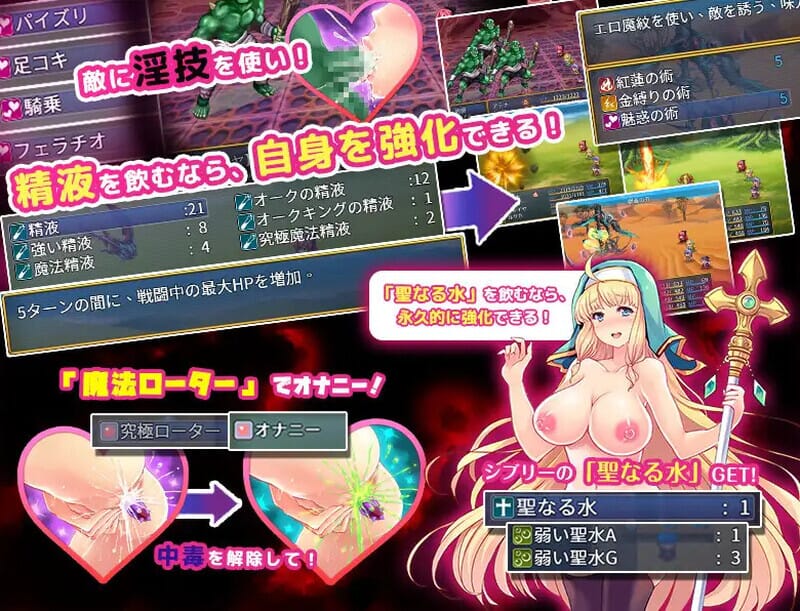 パイズリ
足コキ
騎乗
フェラチオ
敵に淫技を使い!
エロ魔紋を使い、敵を誘う、味
紅蓮の術
金縛りの術 5
魅惑の術 5
精液を飲むなら、自身を強化できる!
精液 :21
強い精液 : 8
魔法精液 : 4
オークの精液 :12
オークキングの精液 : 1
究極魔法精液 : 2
5ターンの間に、戦闘中の最大HPを増加。
「聖なる水」を飲むなら、
永久的に強化できる!
「魔法ローター」でオナニー!
究極ローター
オナニー
中毒を解除して!
シブリーの「聖なる水」GET!
聖なる水 : 1
弱い聖水A : 1
弱い聖水G : 3